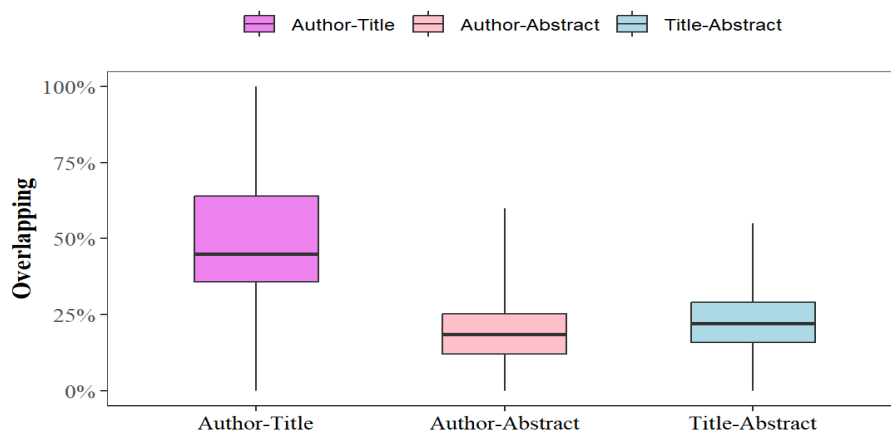 Author-Title Author-Abstract Title-Abstract
Overlapping
100%
75%
50%
25%
0%
Author-Title Author-Abstract Title-Abstract